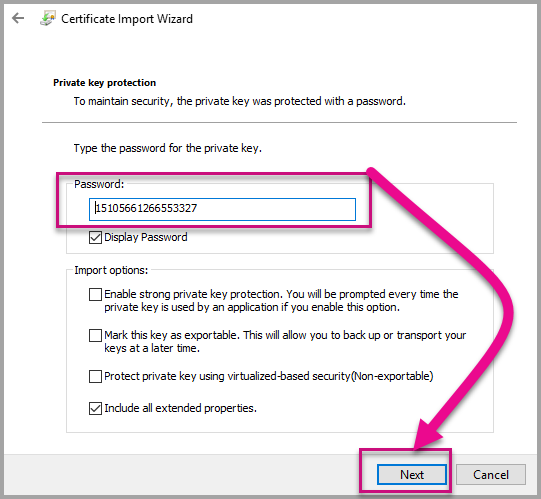 Certificate Import Wizard
Private key protection
To maintain security, the private key was protected with a password.
Type the password for the private key.
Password:
15105661266553327
Display Password
Import options:
Enable strong private key protection. You will be prompted every time the
private key is used by an application if you enable this option.
Mark this key as exportable. This will allow you to back up or transport your
keys at a later time.
Protect private key using virtualized-based security(Non-exportable)
Include all extended properties.
Next
Cancel